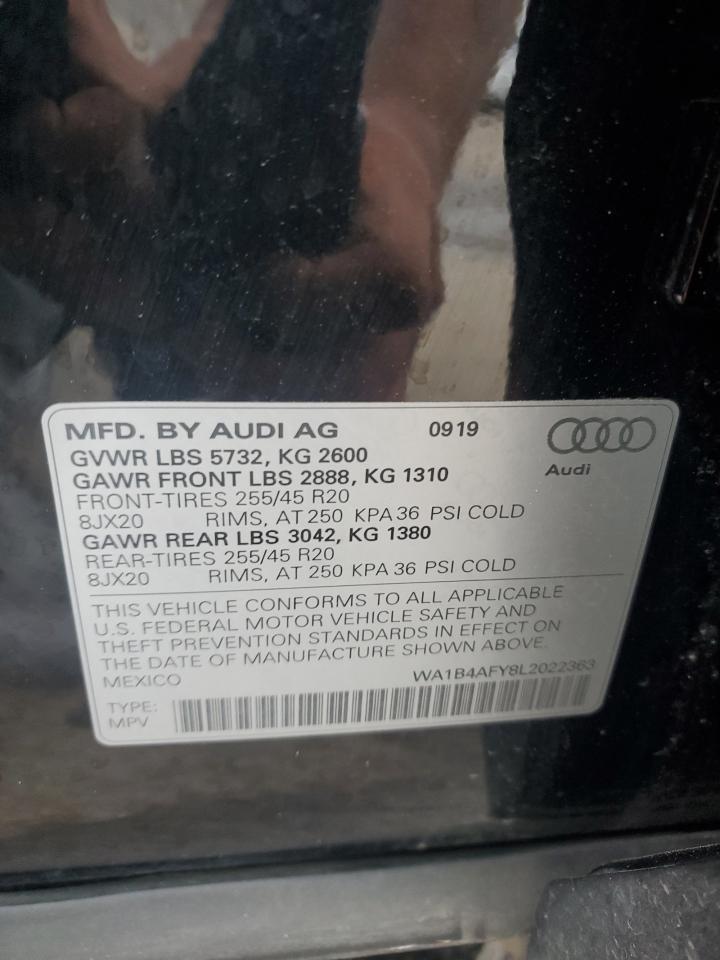 MFD. BY AUDI AG 0919
GVWR LBS 5732, KG 2600
GAWR FRONT LBS 2888, KG 1310
Audi
FRONT-TIRES 255/45 R20
8JX20 RIMS, AT 250 KPA 36 PSI COLD
GAWR REAR LBS 3042, KG 1380
REAR-TIRES 255/45 R20
8JX20 RIMS, AT 250 KPA 36 PSI COLD
THIS VEHICLE CONFORMS TO ALL APPLICABLE
U.S. FEDERAL MOTOR VEHICLE SAFETY AND
THEFT PREVENTION STANDARDS IN EFFECT ON
THE DATE OF MANUFACTURE SHOWN ABOVE.
MEXICO WA1B4AFY8L2022363
TYPE:
MPV